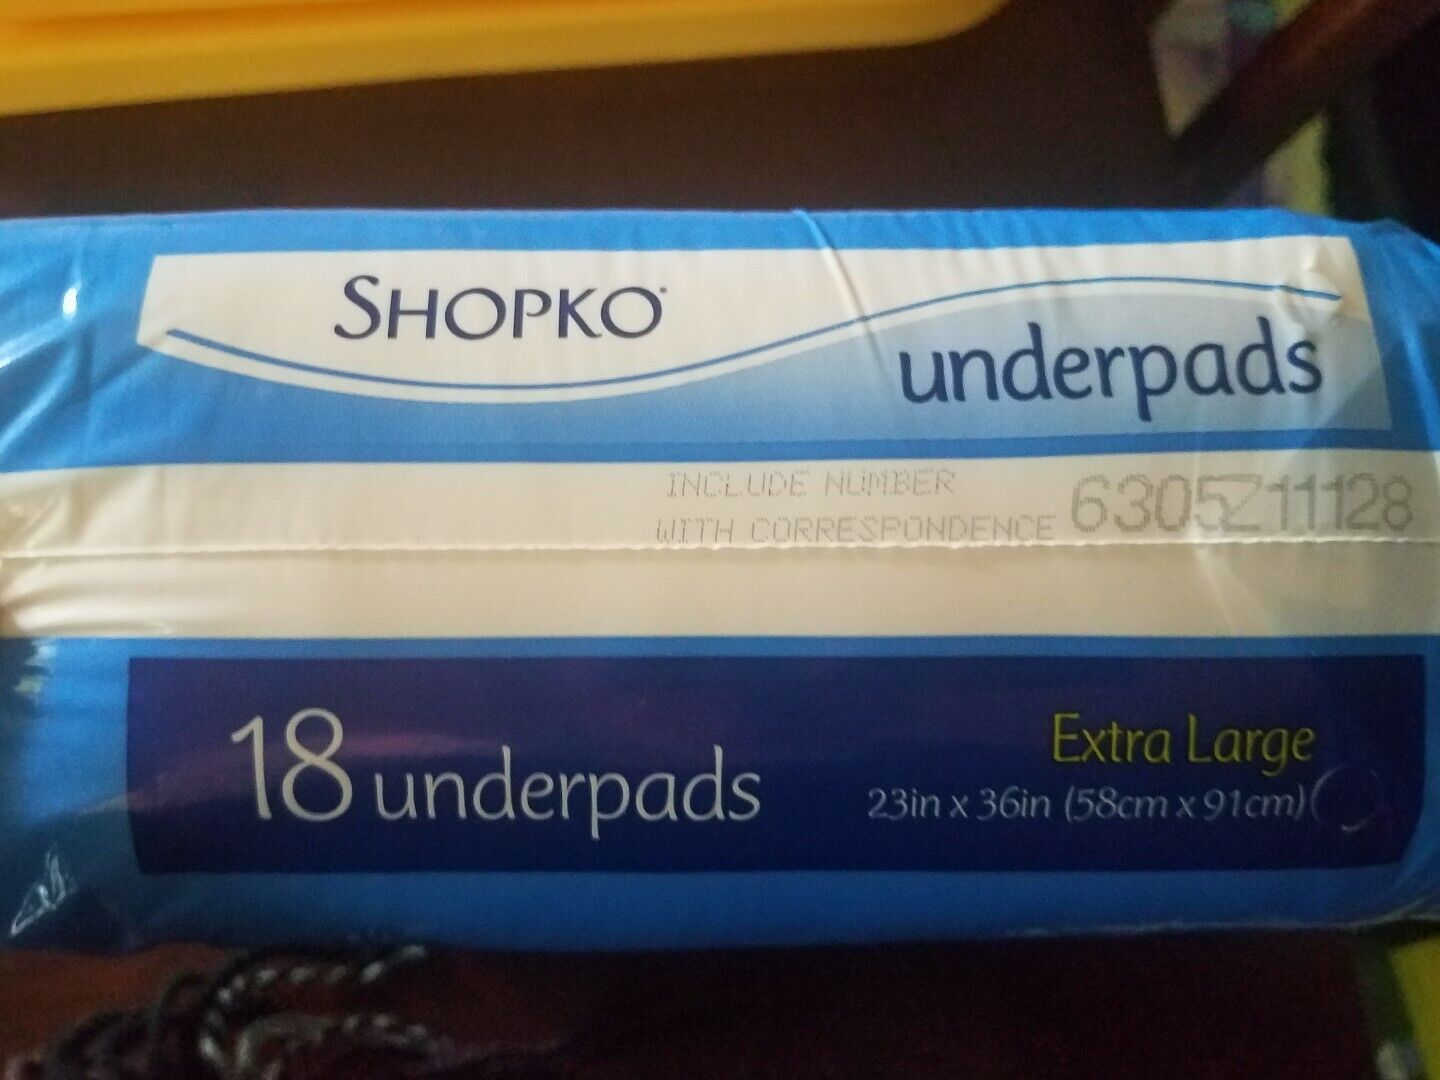 SHOPKO
underpads
INCLUDE NUMBER
WITH CORRESPONDENCE 6305Z11128
18 underpads
Extra Large
23in x 36in (58cm x 91cm)